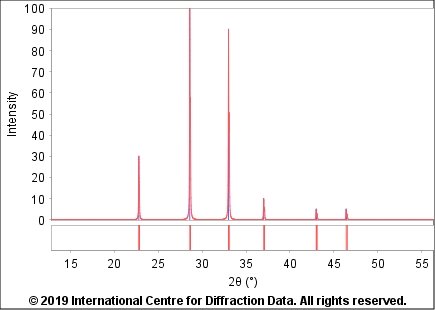 100
90
80
70
60
50
40
30
20
10
0
Intensity
15 20 25 30 35 40 45 50 55
2θ (°)
© 2019 International Centre for Diffraction Data. All rights reserved.